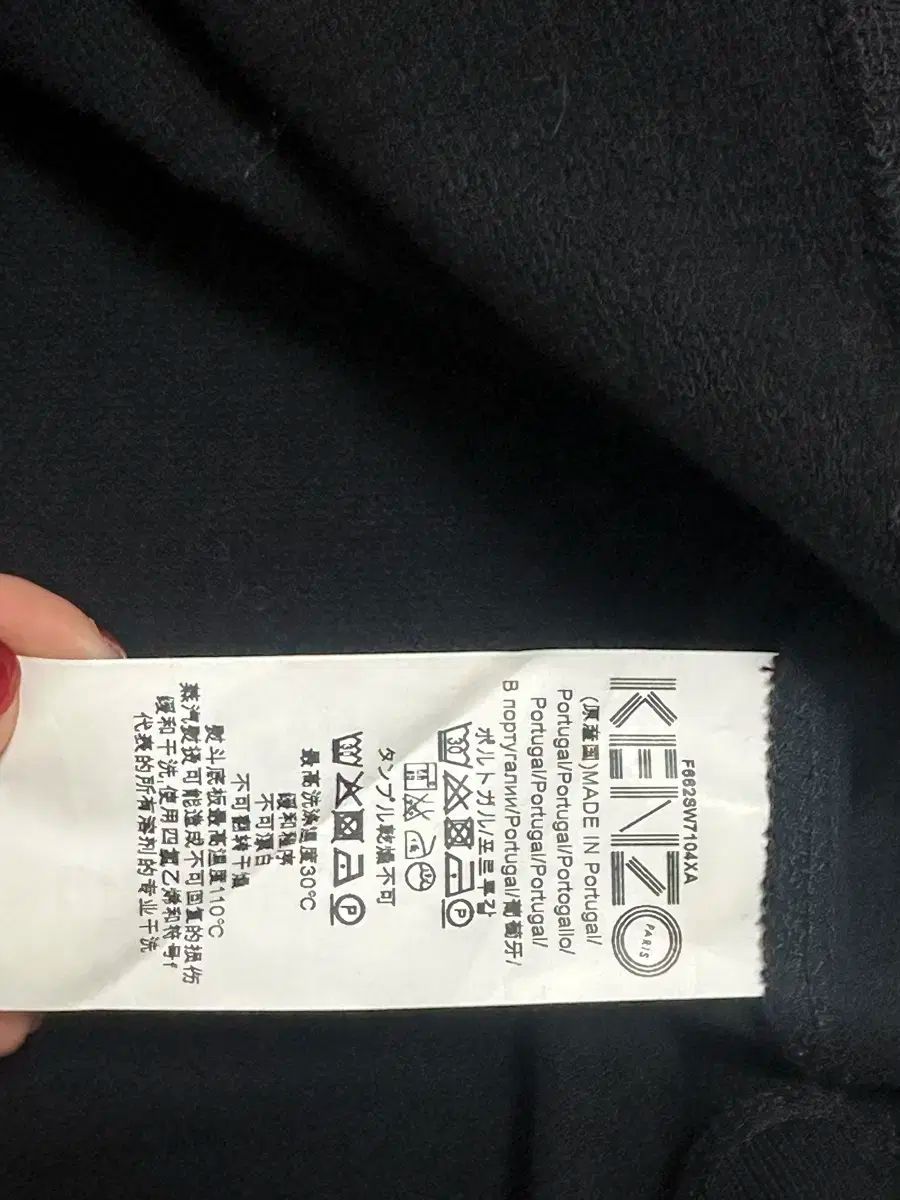 F662SW7104XA
KENZO
PARIS
(原产国)MADE IN Portugal/
Portugal/Portugal/Portogallo/
Portugal/Portugal/Portugal/
В португалии/Portugal/葡萄牙/
ポルトガル/포르투갈
30
P
タンブル乾燥不可
30
P
最高洗涤温度30°C
缓和程序
不可漂白
不可翻转干燥
熨斗底板最高温度110°C
蒸汽熨烫可能造成不可回复的损伤
缓和干洗,使用四氯乙烯和符号f
代表的所有溶剂的专业干洗